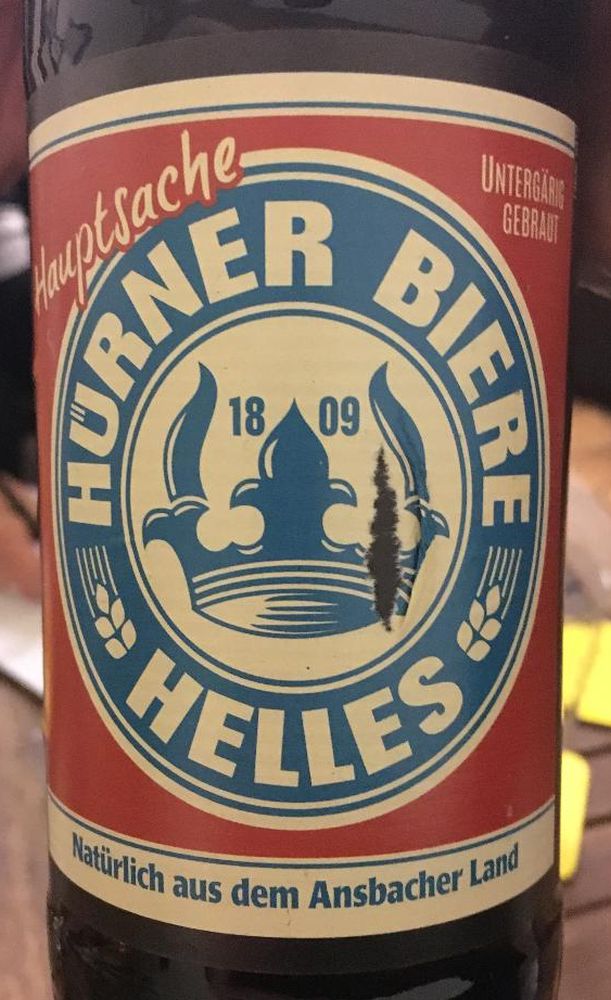 Hauptsache
UNTERGÄRIG
GEBRAUT
HÜRNER BIERE
18 09
HELLES
Natürlich aus dem Ansbacher Land